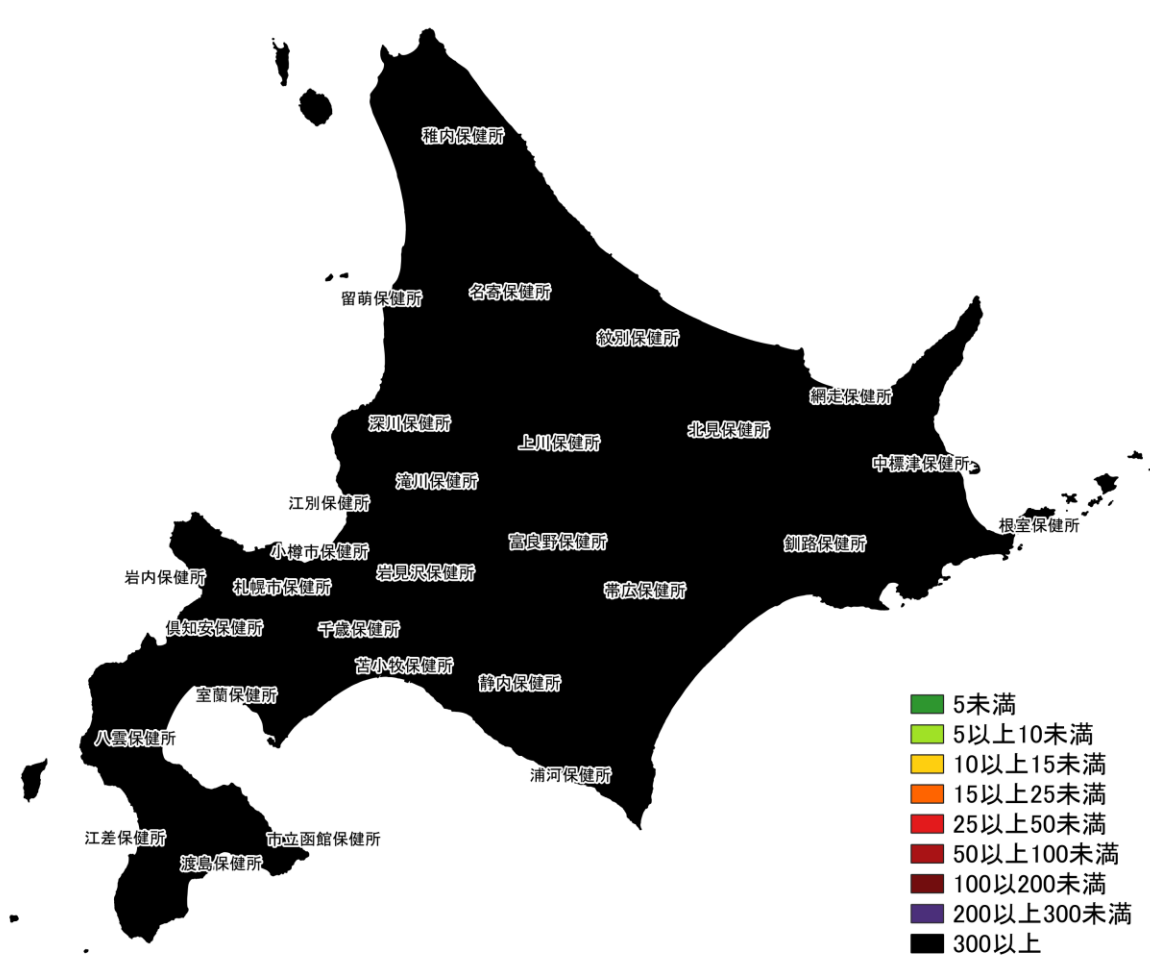 稚内保健所
留萌保健所
名寄保健所
紋別保健所
網走保健所
深川保健所
上川保健所
北見保健所
中標津保健所
滝川保健所
江別保健所
根室保健所
小樽市保健所
富良野保健所
釧路保健所
岩内保健所
札幌市保健所
岩見沢保健所
帯広保健所
倶知安保健所
千歳保健所
苫小牧保健所
静内保健所
室蘭保健所
八雲保健所
浦河保健所
江差保健所
市立函館保健所
渡島保健所
5未満
5以上10未満
10以上15未満
15以上25未満
25以上50未満
50以上100未満
100以200未満
200以上300未満
300以上